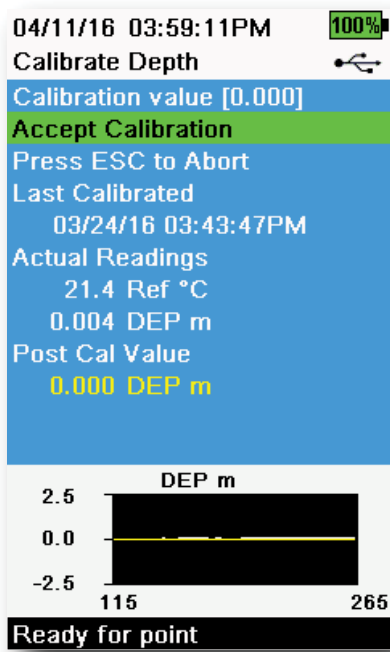 04/11/16 03:59:11PM 100%
Calibrate Depth
Calibration value [0.000]
Accept Calibration
Press ESC to Abort
Last Calibrated
03/24/16 03:43:47PM
Actual Readings
21.4 Ref °C
0.004 DEP m
Post Cal Value
0.000 DEP m
DEP m
2.5
0.0
-2.5
115 265
Ready for point